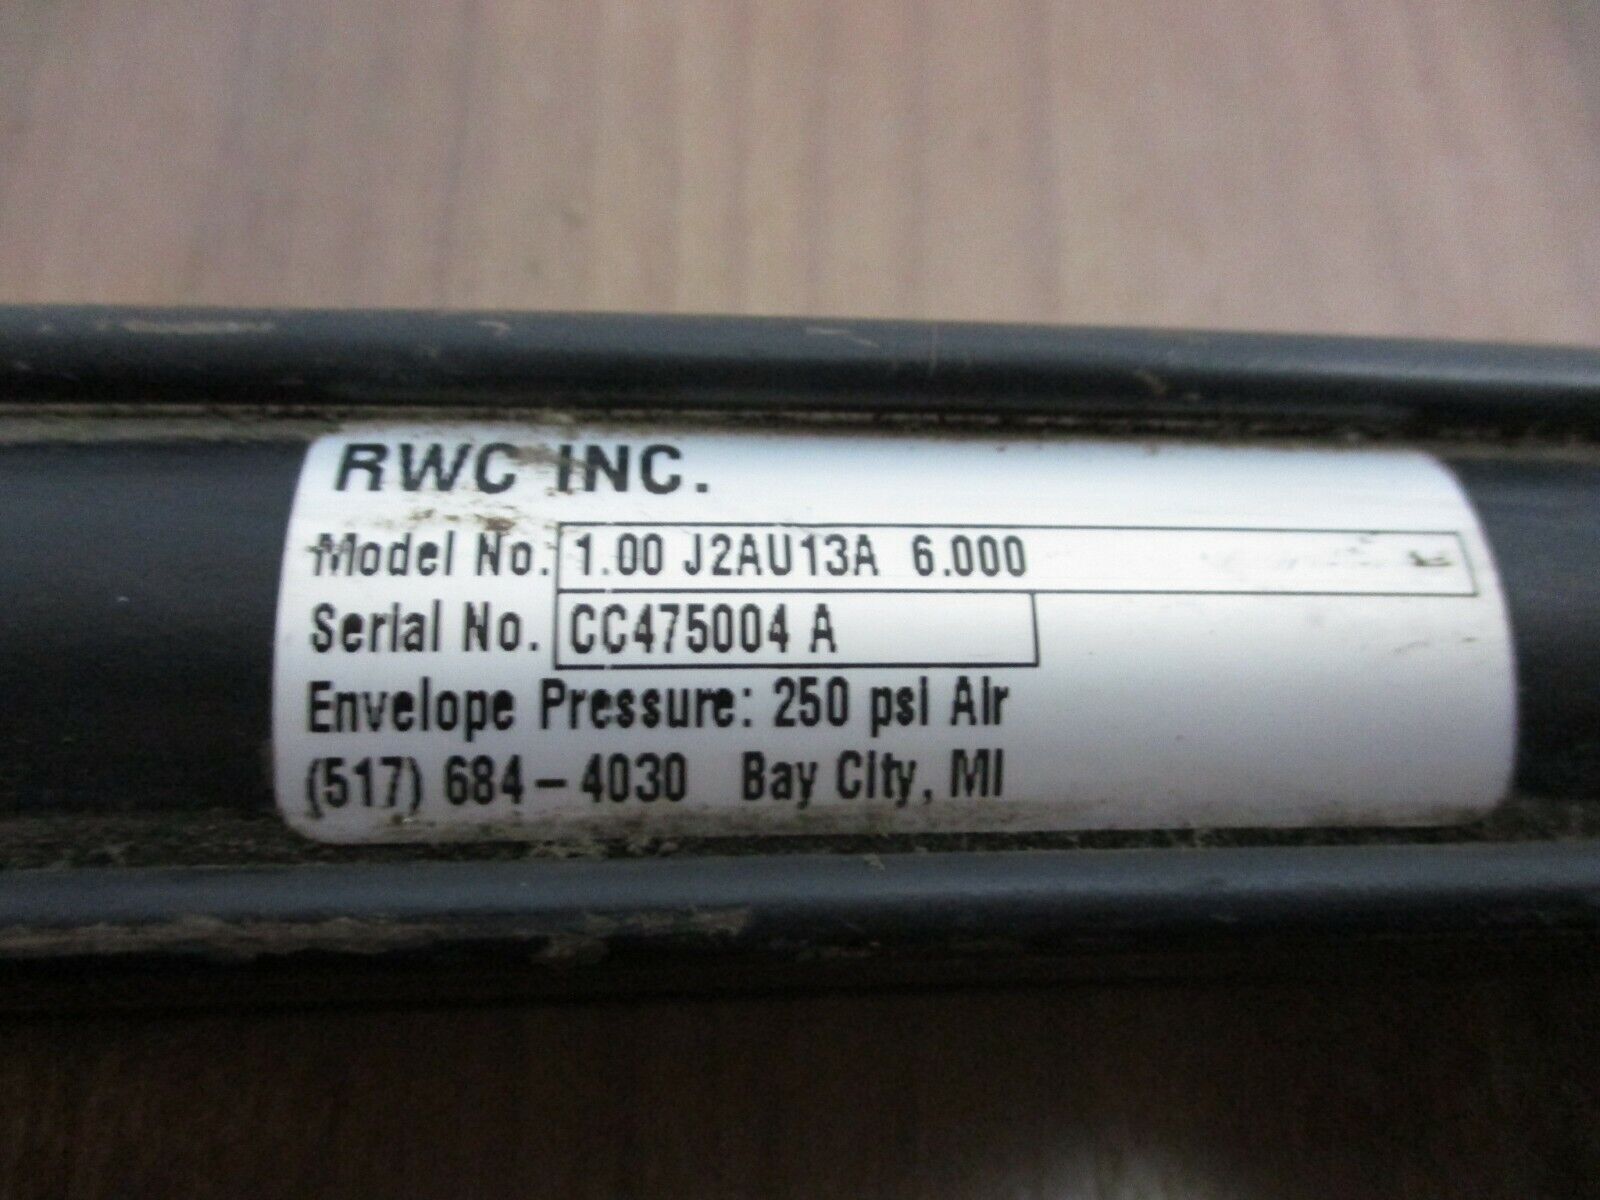 RWC INC.
Model No. 1.00 J2AU13A 6.000
Serial No. CC475004 A
Envelope Pressure: 250 psi Air
(517) 684-4030 Bay City, MI